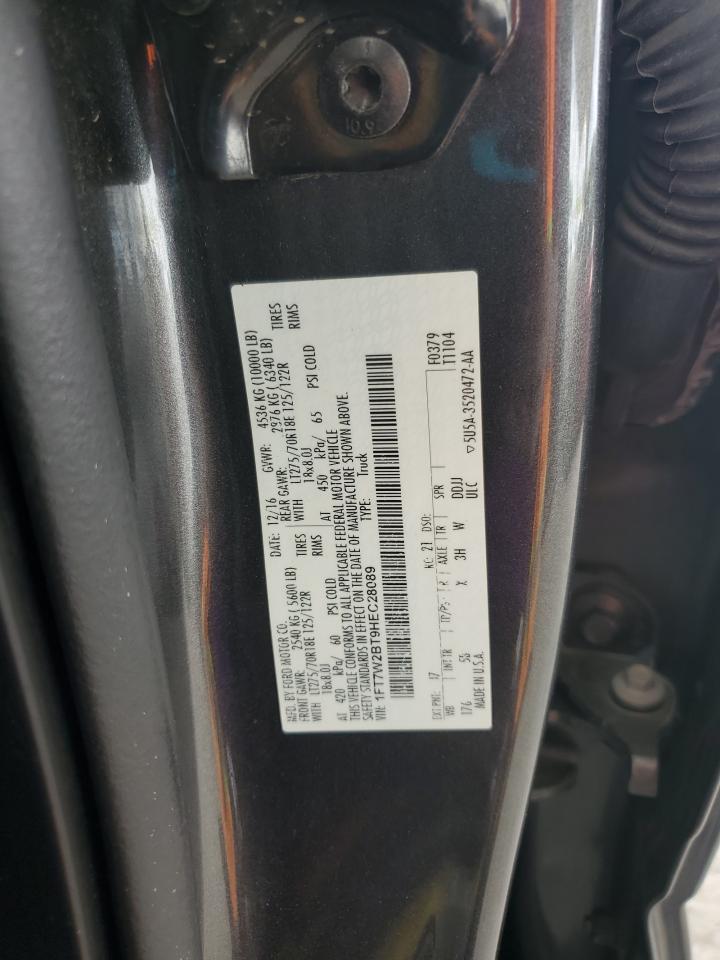 10.9
MFD. BY FORD MOTOR CO.
DATE: 12/16 GVWR: 4536 KG (10000 LB)
FRONT GAWR: 2540 KG ( 5600 LB)
REAR GAWR: 2976 KG ( 6340 LB)
WITH LT275/70R18E 125/122R TIRES
WITH LT275/70R18E 125/122R TIRES
18x8.0J RIMS
18x8.0J RIMS
AT 420 kPa/ 60 PSI COLD
AT 450 kPa/ 65 PSI COLD
THIS VEHICLE CONFORMS TO ALL APPLICABLE FEDERAL MOTOR VEHICLE
SAFETY STANDARDS IN EFFECT ON THE DATE OF MANUFACTURE SHOWN ABOVE.
VIN: 1FT7W2BT9HEC28089
TYPE: Truck
F0379
T1104
EXT PNT: RC: 21 DSO:
WB INT TR TP/PS R AXLE TR SPR
176 X 3H W DDJJ
ULC
MADE IN U.S.A.
▽5U5A-3520472-AA